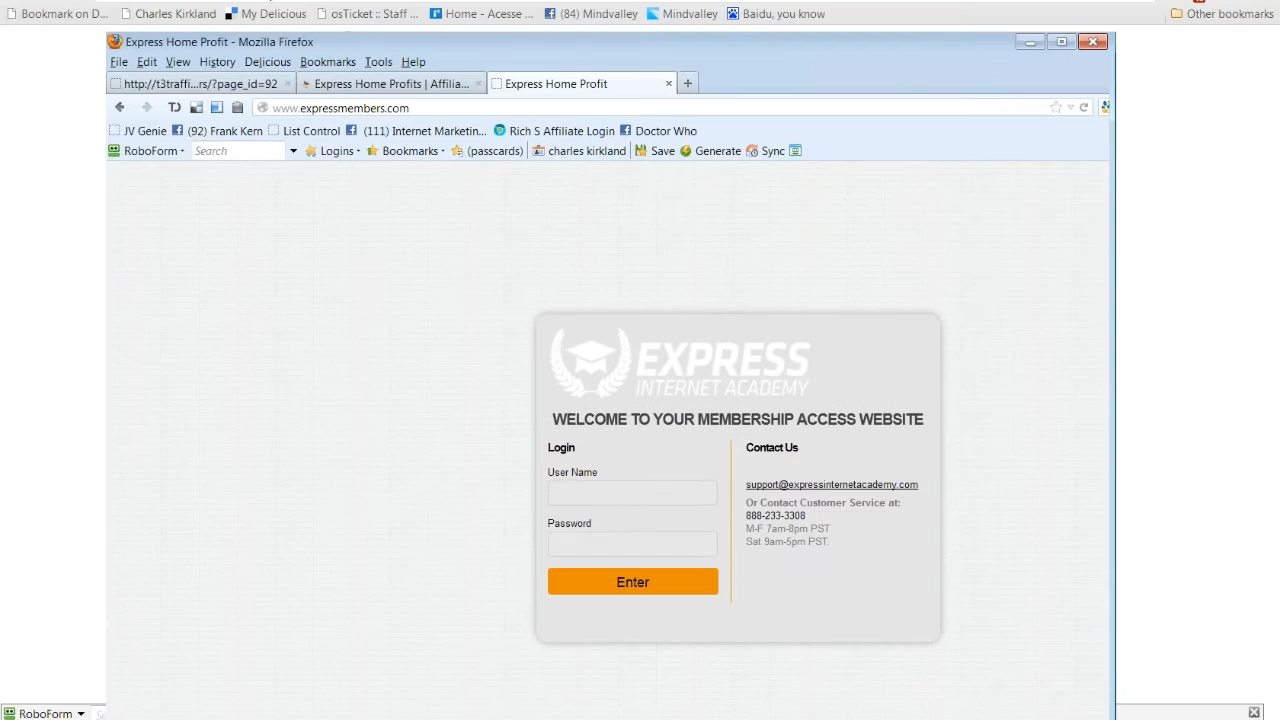 Bookmark on D... Charles Kirkland My Delicious osTicket :: Staff ... Home - Acesse ... (84) Mindvalley Mindvalley Baidu, you know Other bookmarks
Express Home Profit - Mozilla Firefox
File Edit View History Delicious Bookmarks Tools Help
http://t3traffi...rs/?page_id=92 Express Home Profits | Affilia... Express Home Profit
www.expressmembers.com
JV Genie (92) Frank Kern List Control (111) Internet Marketin... Rich S Affiliate Login Doctor Who
RoboForm Search Logins Bookmarks (passcards) charles kirkland Save Generate Sync
EXPRESS
INTERNET ACADEMY
WELCOME TO YOUR MEMBERSHIP ACCESS WEBSITE
Login
User Name
Password
Enter
Contact Us
support@expressinternetacademy.com
Or Contact Customer Service at:
888-233-3308
M-F 7am-8pm PST
Sat 9am-5pm PST.
RoboForm